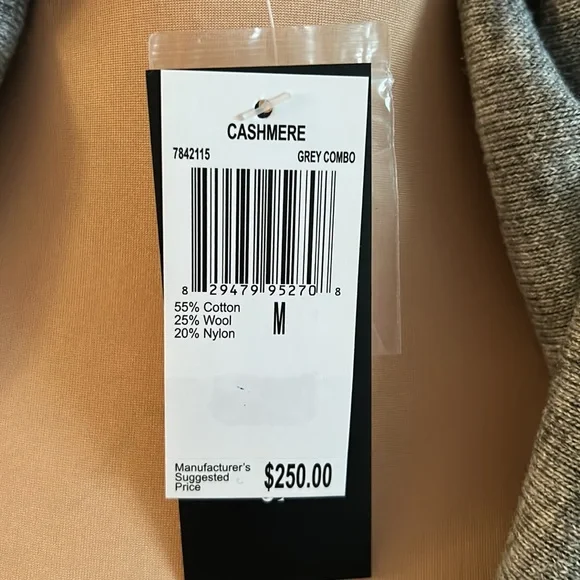 CASHMERE
7842115 GREY COMBO
8 29479 95270 8
55% Cotton
25% Wool M
20% Nylon
Manufacturer's
Suggested
Price $250.00